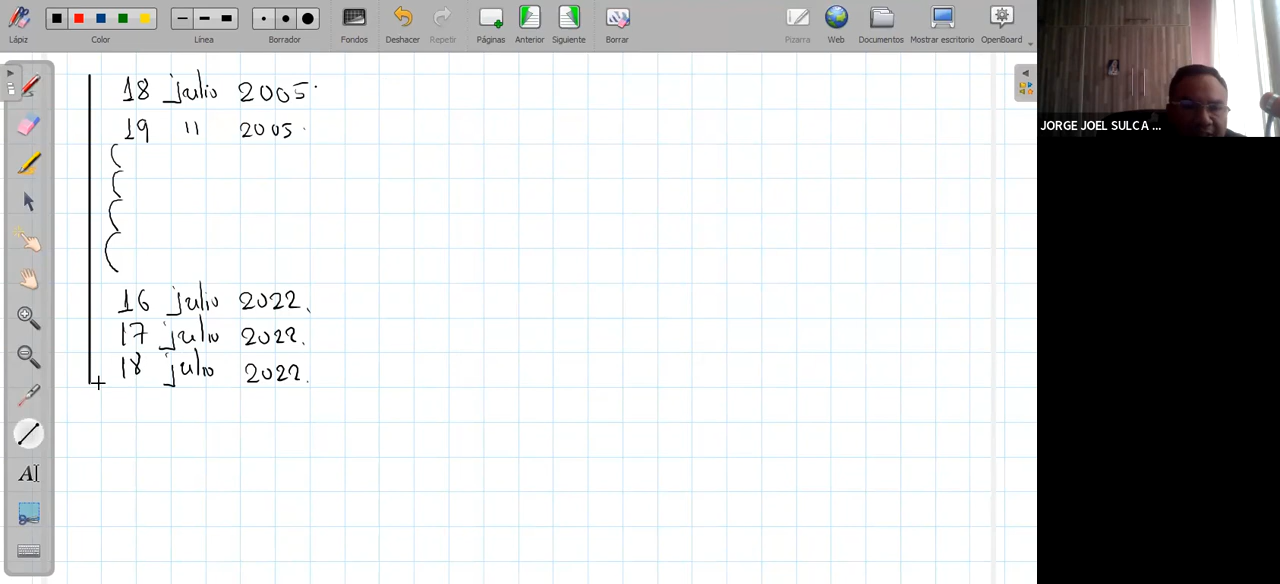 Lápiz Color Línea Borrador Fondos Deshacer Repetir Páginas Anterior Siguiente Borrar Pizarra Web Documentos Mostrar escritorio OpenBoard
JORGE JOEL SULCA ...
18 julio 2005.
19 " 2005.
16 julio 2022.
17 julio 2022.
18 julio 2022.
A